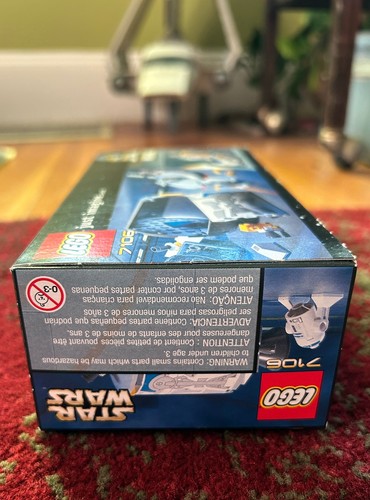 LEGO
just imagine...
7106
LEGO
STAR
WARS
7106
WARNING: Contains small parts which may be hazardous
to children under 3.
ATTENTION : Contient de petites pièces pouvant être
dangereuses pour des enfants de moins de 3 ans.
ADVERTENCIA: Contiene partes pequeñas que podrían
ser peligrosas para niños menores de 3 años.
ATENÇÃO: Não recomendável para crianças
menores de 3 anos, por conter partes pequenas
que podem ser engolidas.
0-3